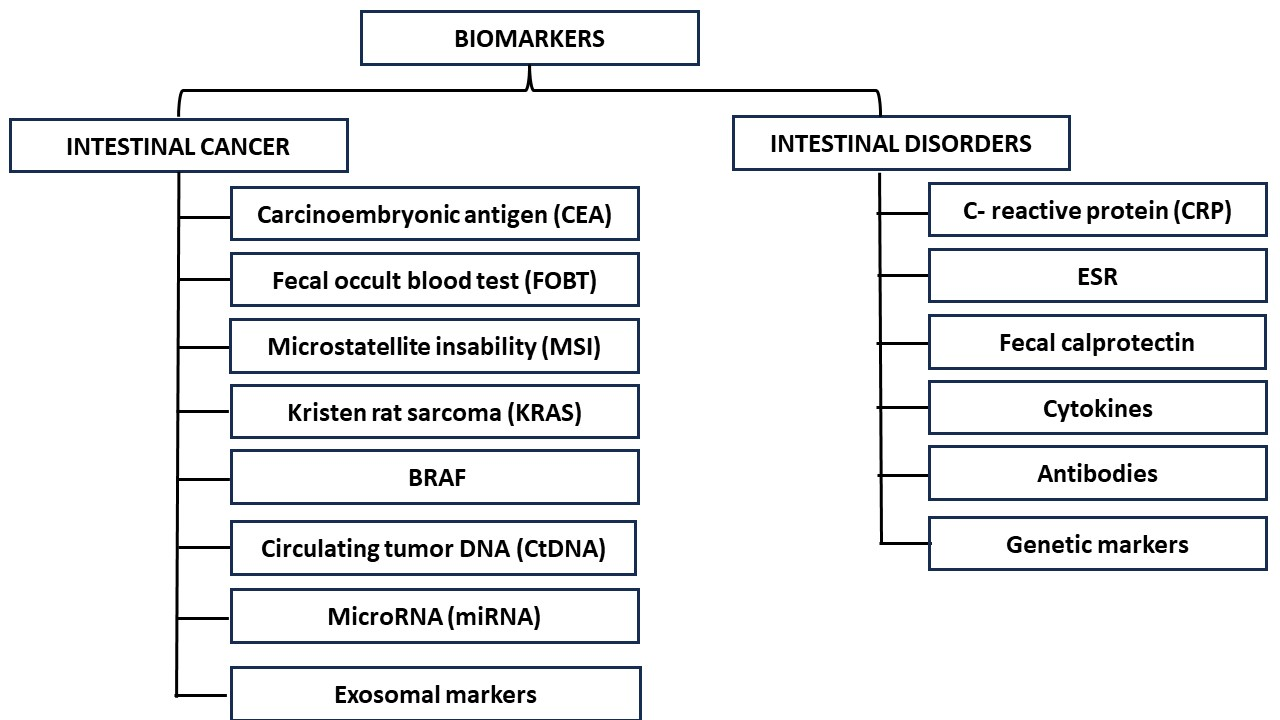 BIOMARKERS
INTESTINAL CANCER
Carcinoembryonic antigen (CEA)
Fecal occult blood test (FOBT)
Microstatellite insability (MSI)
Kristen rat sarcoma (KRAS)
BRAF
Circulating tumor DNA (CtDNA)
MicroRNA (miRNA)
Exosomal markers
INTESTINAL DISORDERS
C- reactive protein (CRP)
ESR
Fecal calprotectin
Cytokines
Antibodies
Genetic markers